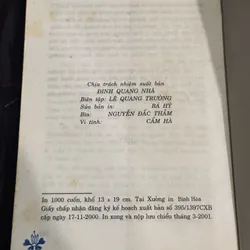 Chịu trách nhiệm xuất bản
ĐINH QUANG NHÃ
Biên tập: LÊ QUANG TRƯỜNG
Sửa bản in: BÁ HỶ
Bìa: NGUYỄN ĐẮC THẮM
Vi tính: CẨM HÀ
In 1000 cuốn, khổ 13 x 19 cm. Tại Xưởng in Bình Hòa
Giấy chấp nhận đăng ký kế hoạch xuất bản số 395/1397CXB
cấp ngày 17-11-2000. In xong và nộp lưu chiểu tháng 3-2001.